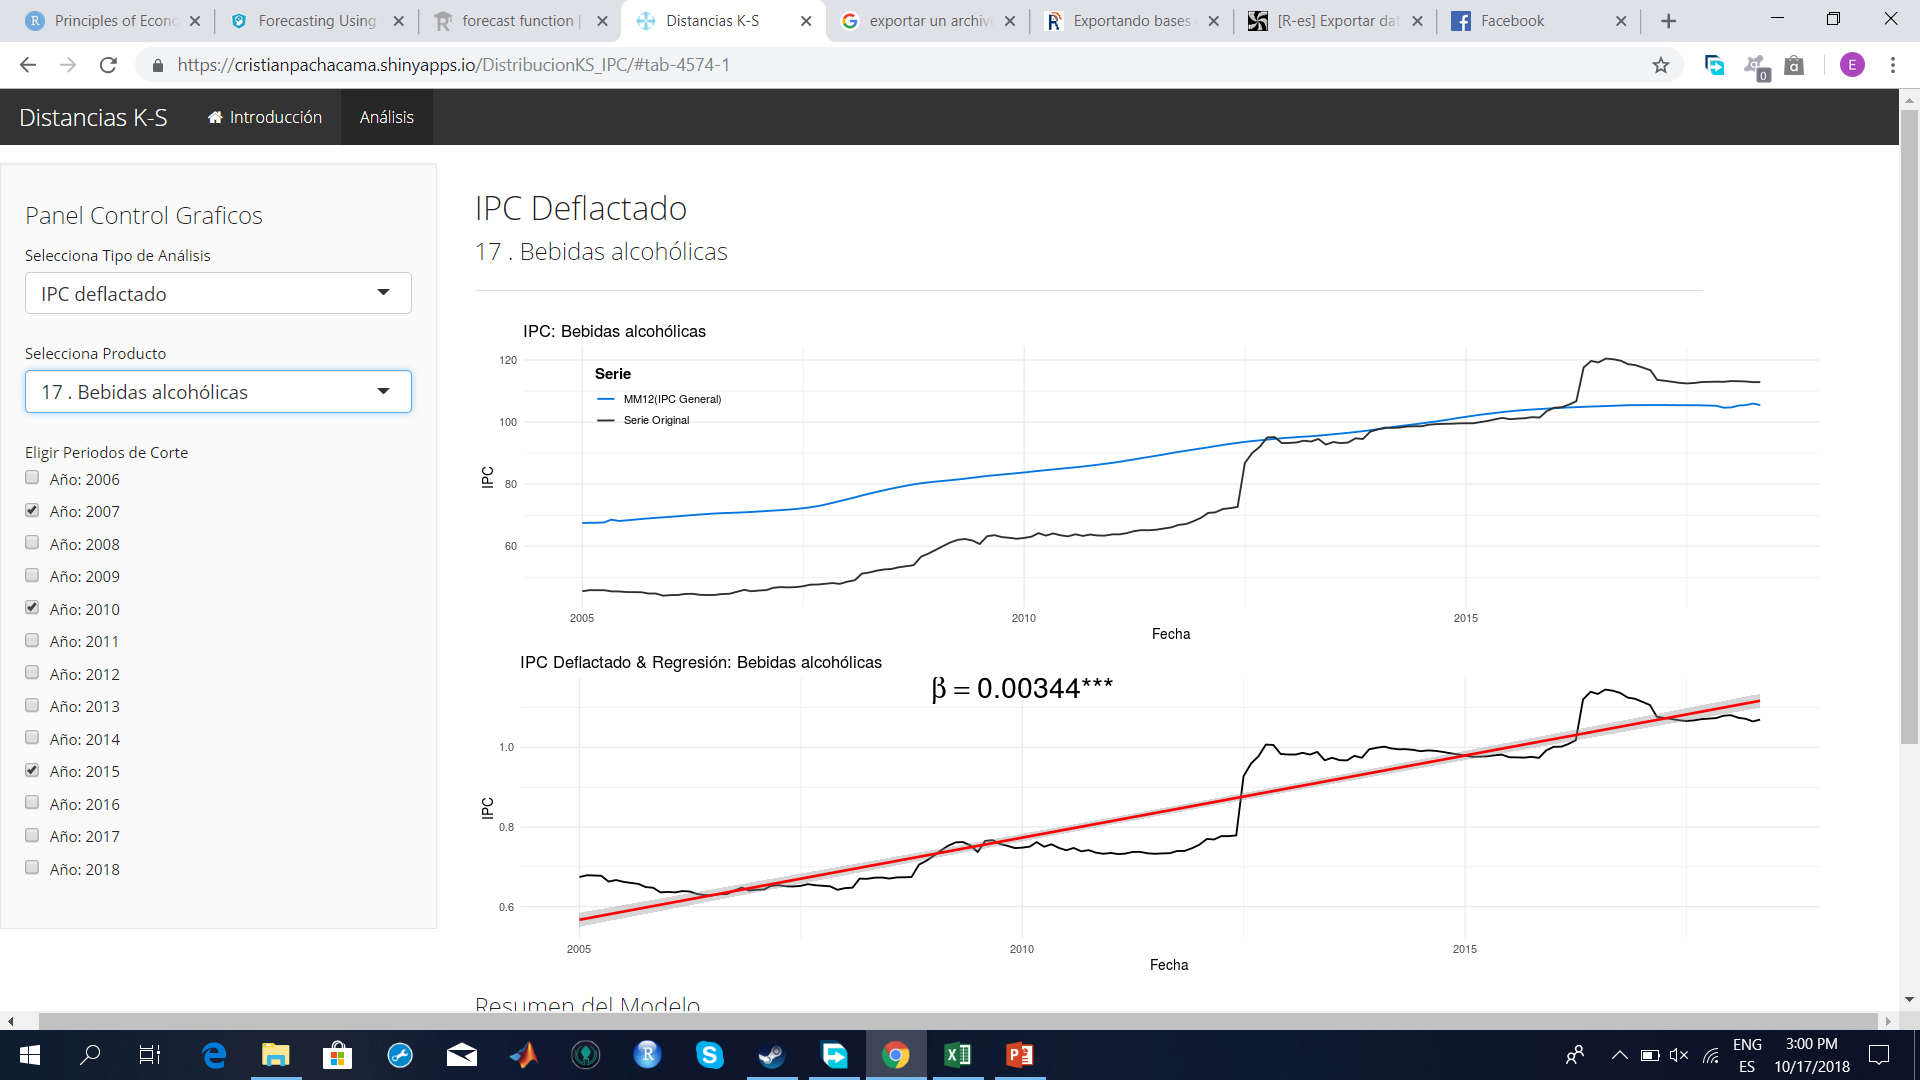 Principles of Econo
Forecasting Using
forecast function |
Distancias K-S
exportar un archiv
Exportando bases
[R-es] Exportar dat
Facebook
https://cristianpachacama.shinyapps.io/DistribucionKS_IPC/#tab-4574-1
0
E
Distancias K-S
Introducción
Análisis
Panel Control Graficos
Selecciona Tipo de Análisis
IPC deflactado
Selecciona Producto
17 . Bebidas alcohólicas
Eligir Periodos de Corte
Año: 2006
Año: 2007
Año: 2008
Año: 2009
Año: 2010
Año: 2011
Año: 2012
Año: 2013
Año: 2014
Año: 2015
Año: 2016
Año: 2017
Año: 2018
IPC Deflactado
17 . Bebidas alcohólicas
IPC: Bebidas alcohólicas
Serie
MM12(IPC General)
Serie Original
120
100
80
60
IPC
2005
2010
2015
Fecha
IPC Deflactado & Regresión: Bebidas alcohólicas
β = 0.00344***
1.0
0.8
0.6
IPC
2005
2010
2015
Fecha
Resumen del Modelo
ENG
ES
3:00 PM
10/17/2018